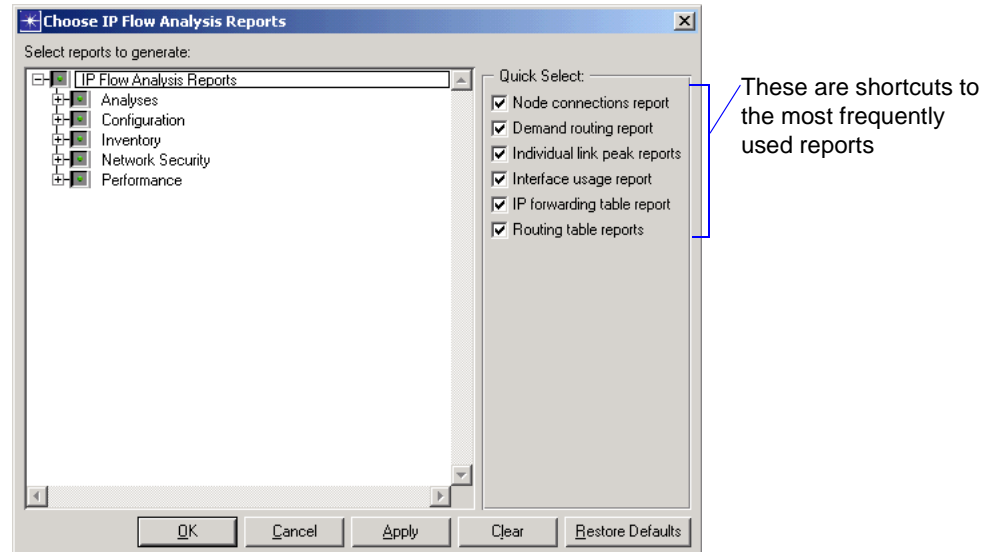 Choose IP Flow Analysis Reports
Select reports to generate:
IP Flow Analysis Reports
Analyses
Configuration
Inventory
Network Security
Performance
Quick Select:
Node connections report
Demand routing report
Individual link peak reports
Interface usage report
IP forwarding table report
Routing table reports
These are shortcuts to
the most frequently
used reports
OK
Cancel
Apply
Clear
Restore Defaults